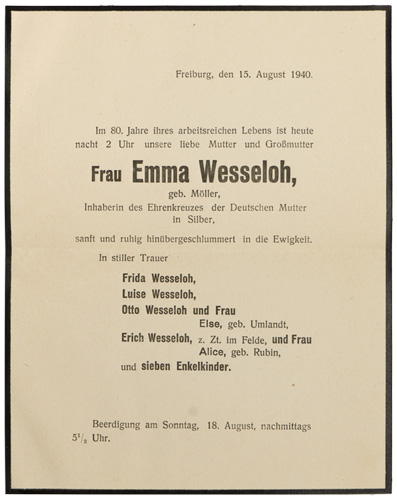 Freiburg, den 15. August 1940.
Im 80. Jahre ihres arbeitsreichen Lebens ist heute
nacht 2 Uhr unsere liebe Mutter und Großmutter
Frau Emma Wesseloh,
geb. Möller,
Inhaberin des Ehrenkreuzes der Deutschen Mutter
in Silber,
sanft und ruhig hinübergeschlummert in die Ewigkeit.
In stiller Trauer
Frida Wesseloh,
Luise Wesseloh,
Otto Wesseloh und Frau
Else, geb. Umlandt,
Erich Wesseloh, z. Zt. im Felde, und Frau
Alice, geb. Rubin,
und sieben Enkelkinder.
Beerdigung am Sonntag, 18. August, nachmittags
5¹/₂ Uhr.